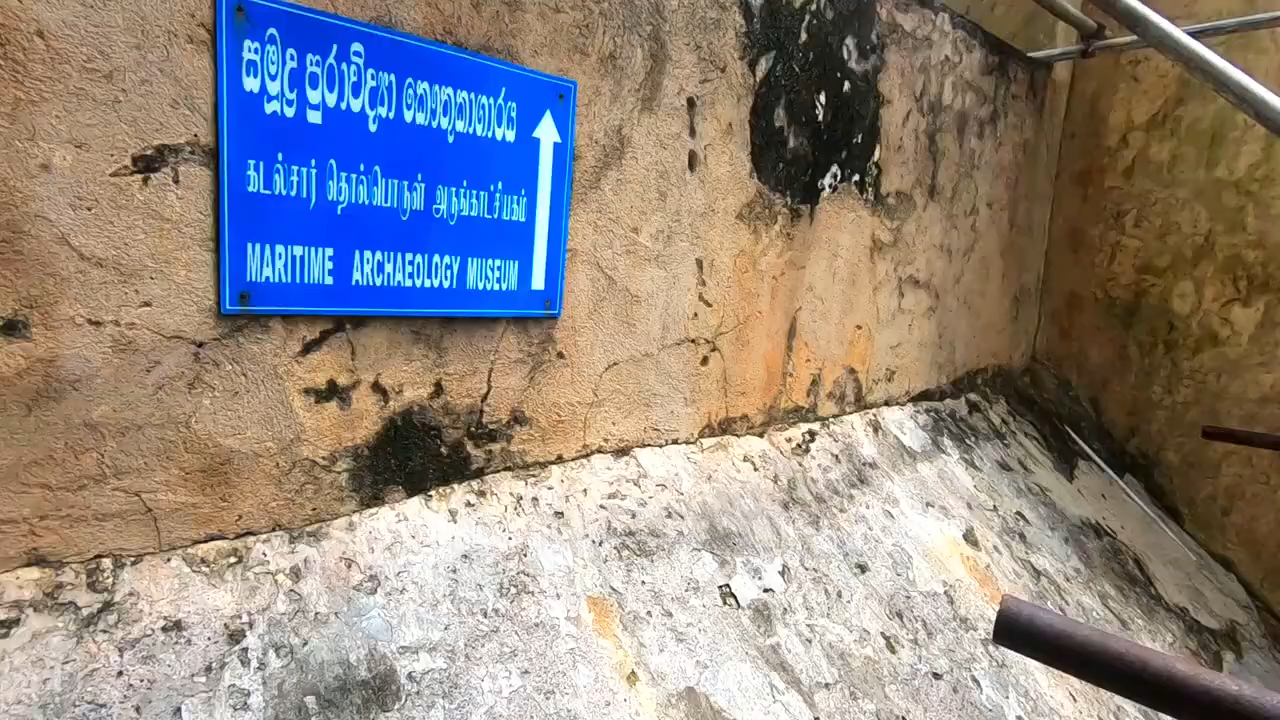 සමුද්‍ර පුරාවිද්‍යා කෞතුකාගාරය
கடல்சார் தொல்பொருள் அருங்காட்சியகம்
MARITIME ARCHAEOLOGY MUSEUM